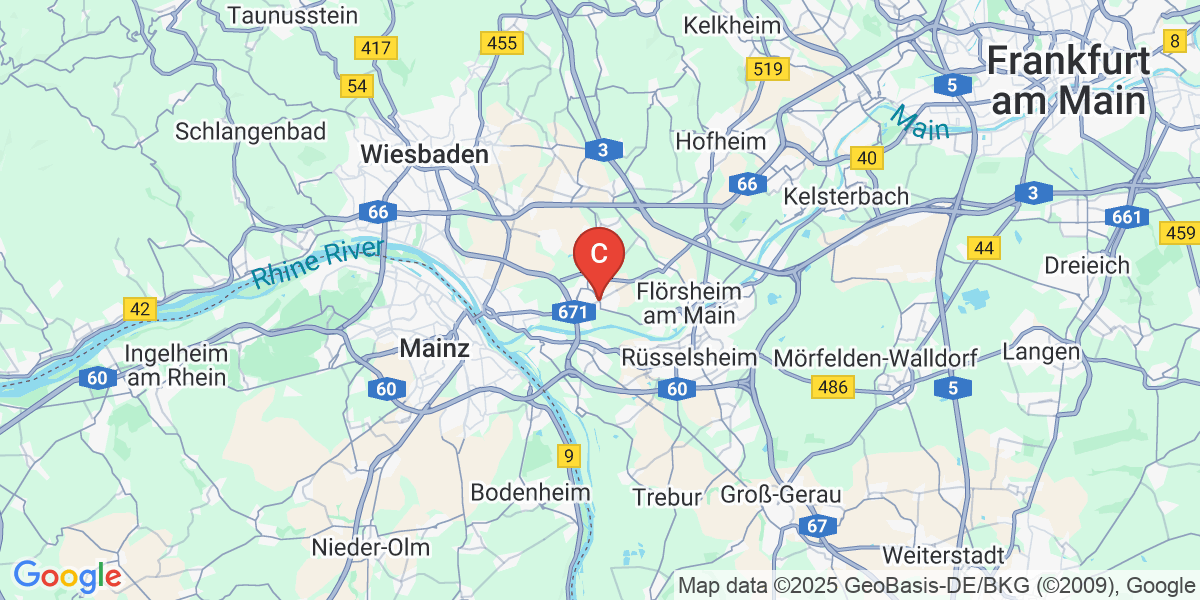 Taunusstein
Kelkheim
417
455
8
519
54
5
Frankfurt
am Main
Main
Schlangenbad
Hofheim
Wiesbaden
3
40
66
Kelsterbach
3
66
661
459
44
C
Rhine River
Dreieich
42
671
Flörsheim
am Main
Mainz
Ingelheim
am Rhein
Rüsselsheim
Mörfelden-Walldorf
Langen
60
60
60
486
5
9
Bodenheim
Trebur
Groß-Gerau
67
Nieder-Olm
Weiterstadt
Google
Map data ©2025 GeoBasis-DE/BKG (©2009), Google